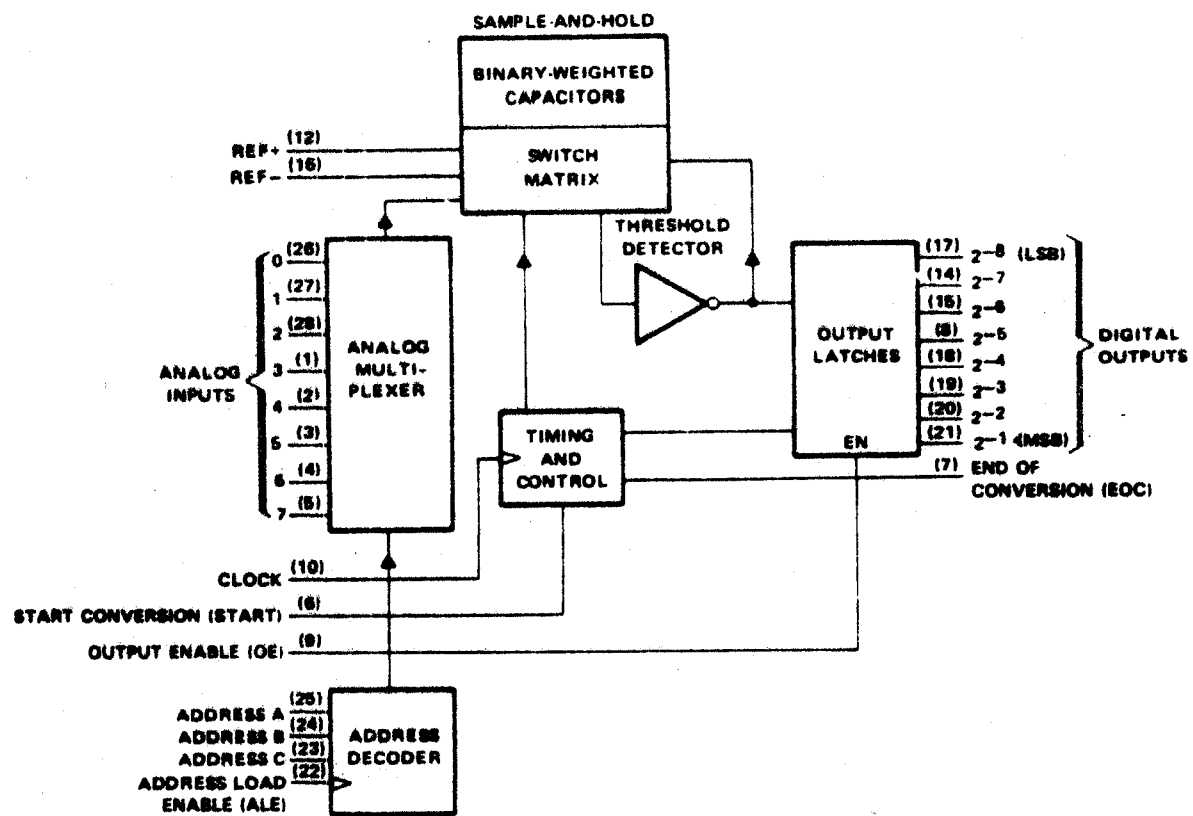 SAMPLE-AND-HOLD
BINARY-WEIGHTED
CAPACITORS
SWITCH
MATRIX
REF+ (12)
REF− (16)
THRESHOLD
DETECTOR
ANALOG
INPUTS
0 (26)
1 (27)
2 (28)
3 (1)
4 (2)
5 (3)
6 (4)
7 (5)
ANALOG
MULTI-
PLEXER
TIMING
AND
CONTROL
OUTPUT
LATCHES
EN
(17) 2−8 (LSB)
(14) 2−7
(15) 2−6
(8) 2−5
(18) 2−4
(19) 2−3
(20) 2−2
(21) 2−1 (MSB)
DIGITAL
OUTPUTS
(7) END OF
CONVERSION (EOC)
CLOCK (10)
START CONVERSION (START) (6)
OUTPUT ENABLE (OE) (9)
ADDRESS A (25)
ADDRESS B (24)
ADDRESS C (23)
ADDRESS LOAD (22)
ENABLE (ALE)
ADDRESS
DECODER